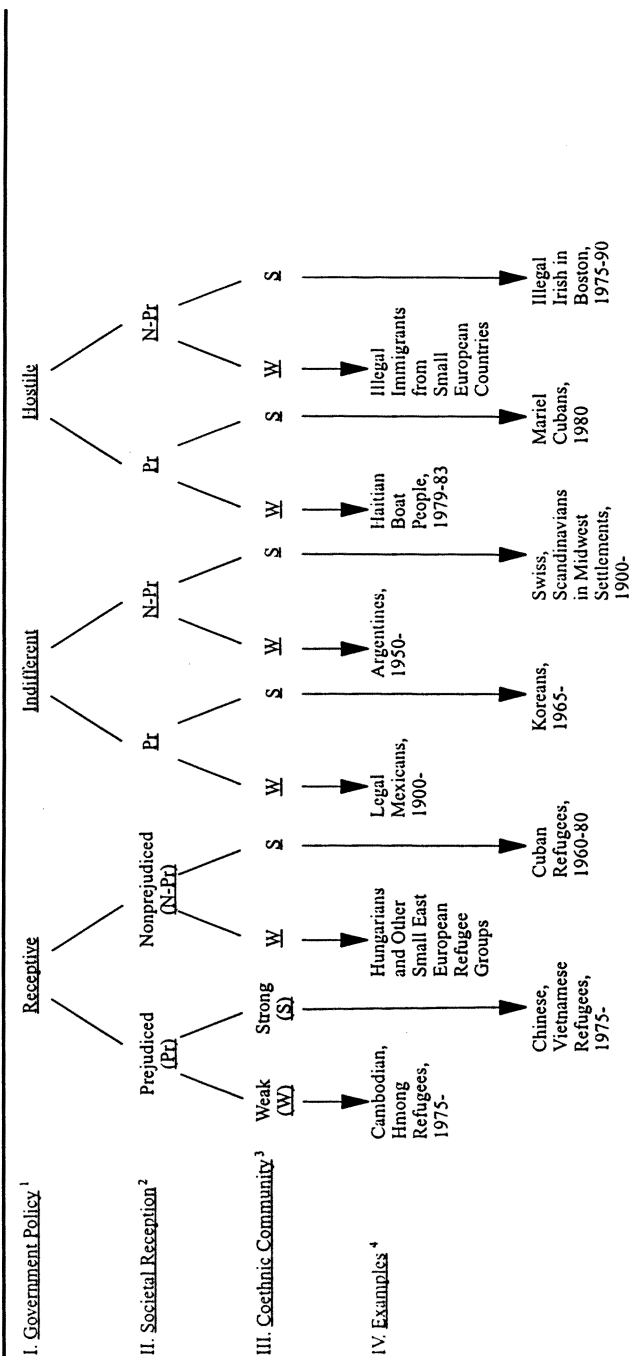 I. Government Policy 1
Receptive
Indifferent
Hostile
II. Societal Reception2
Prejudiced
(Pr)
Nonprejudiced
(N-Pr)
Pr
N-Pr
Pr
N-Pr
III. Coethnic Community3
Weak
(W)
Strong
(S)
W
S
W
S
W
S
W
S
W
S
IV. Examples 4
Cambodian,
Hmong
Refugees,
1975-
Hungarians
and Other
Small East
European
Refugee
Groups
Legal
Mexicans,
1900-
Argentines,
1950-
Haitian
Boat
People,
1979-83
Illegal
Immigrants
from
Small
European
Countries
Chinese,
Vietnamese
Refugees,
1975-
Cuban
Refugees,
1960-80
Koreans,
1965-
Swiss,
Scandinavians
in Midwest
Settlements,
1900-
Mariel
Cubans,
1980
Illegal
Irish in
Boston,
1975-90